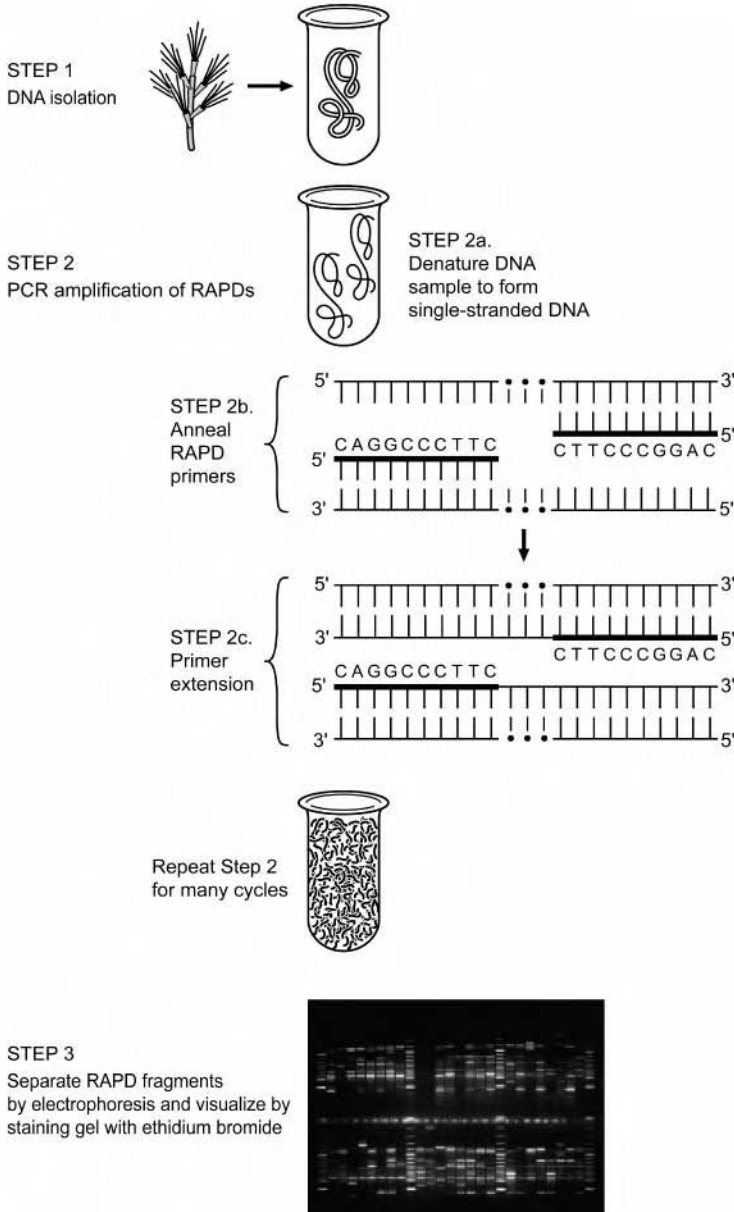 STEP 1
DNA isolation
STEP 2
PCR amplification of RAPDs
STEP 2a.
Denature DNA
sample to form
single-stranded DNA
STEP 2b.
Anneal
RAPD
primers
5' 3'
5'
CTTCCCGGAC
CAGGCCCTTC
5'
3' 5'
STEP 2c.
Primer
extension
5' 3'
3' 5'
CTTCCCGGAC
CAGGCCCTTC
5' 3'
3' 5'
Repeat Step 2
for many cycles
STEP 3
Separate RAPD fragments
by electrophoresis and visualize by
staining gel with ethidium bromide